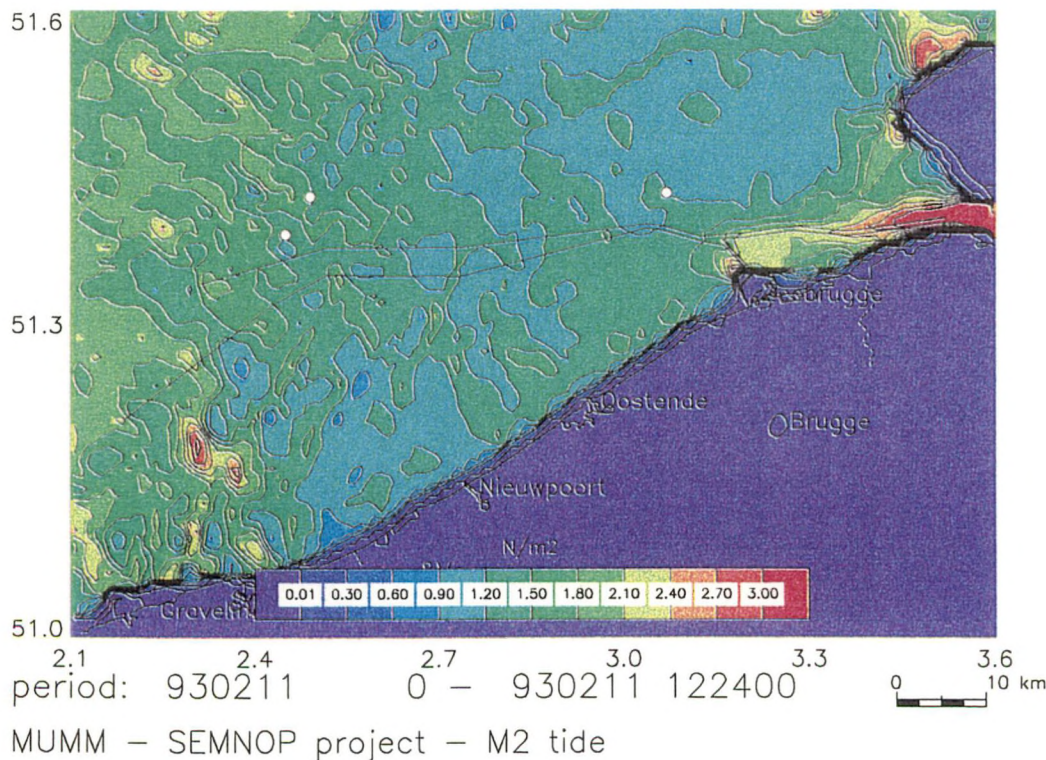 51.6
51.3
51.0
Zeebrugge
Oostende
Brugge
Nieuwpoort
N/m2
0.01 0.30 0.60 0.90 1.20 1.50 1.80 2.10 2.40 2.70 3.00
2.1 2.4 2.7 3.0 3.3 3.6
period: 930211 0 – 930211 122400
0 10 km
MUMM – SEMNOP project – M2 tide